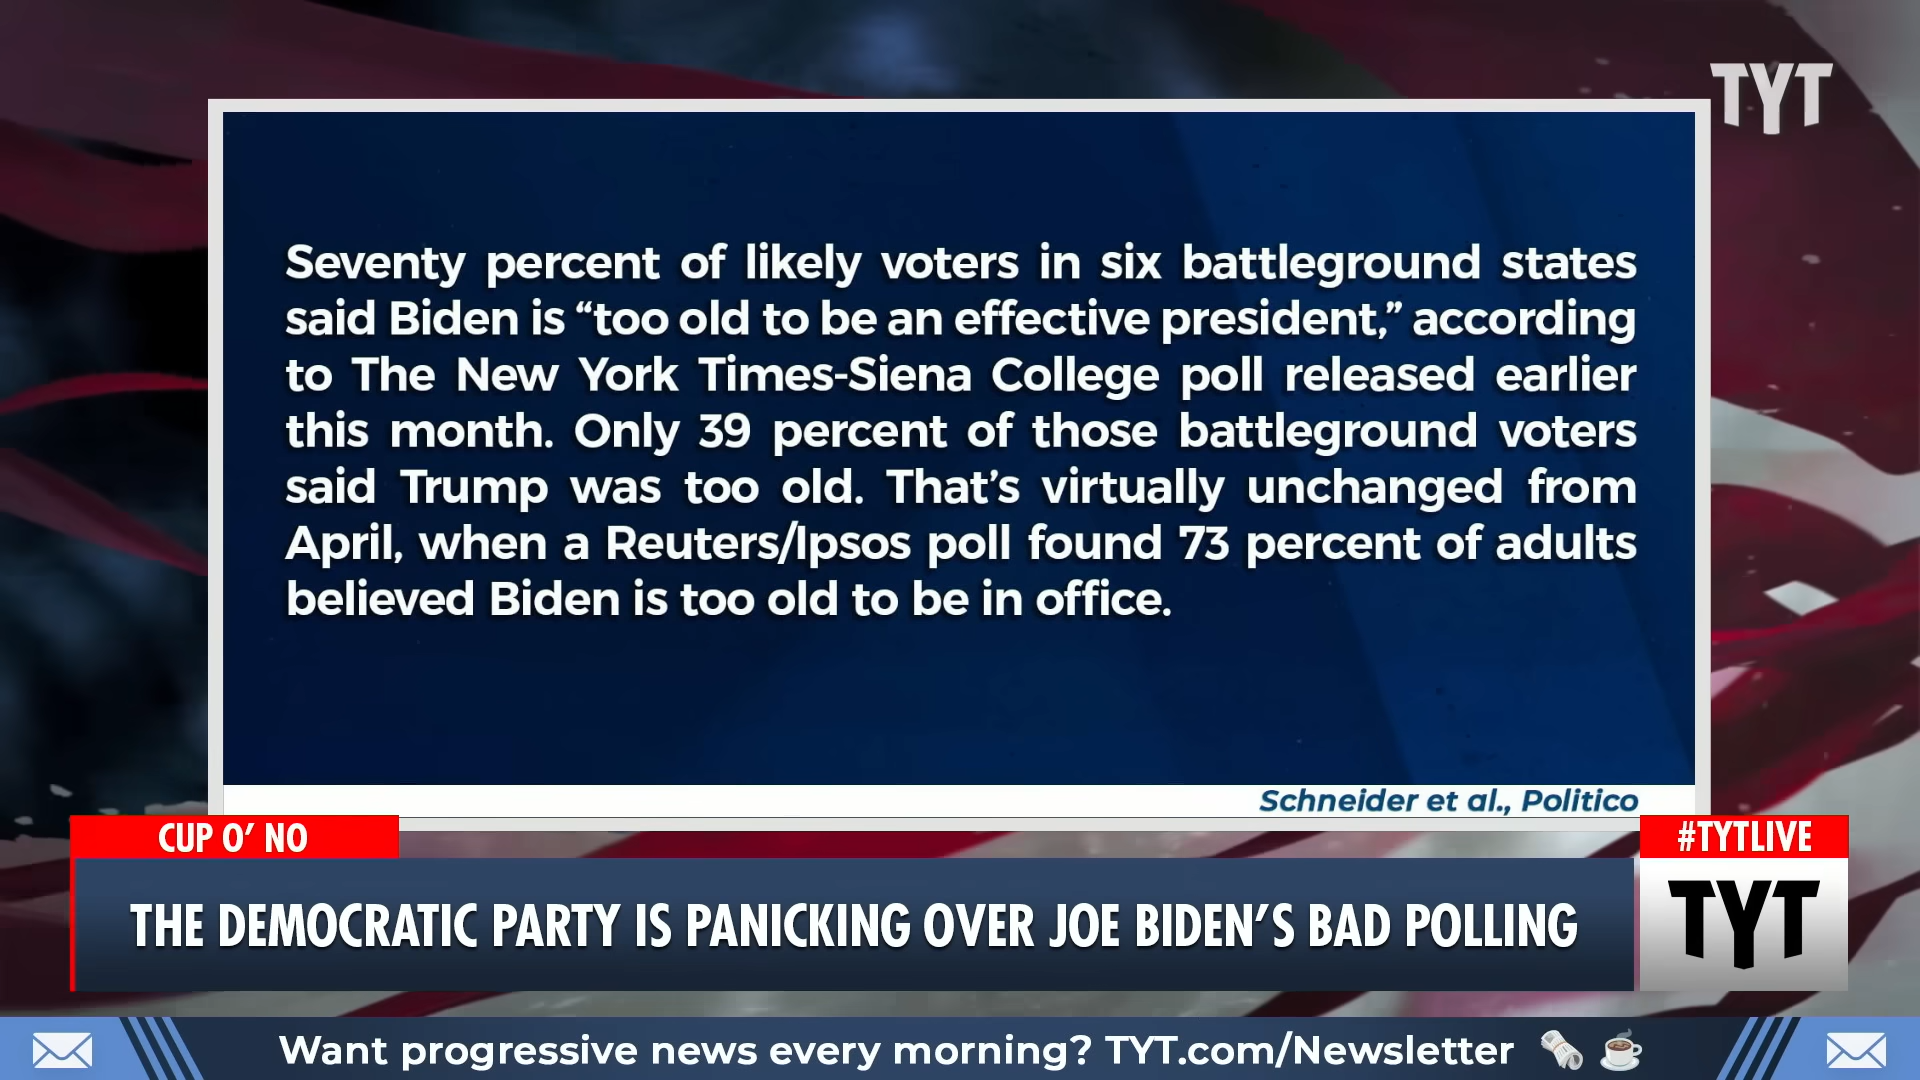 TYT
Seventy percent of likely voters in six battleground states
said Biden is “too old to be an effective president,” according
to The New York Times-Siena College poll released earlier
this month. Only 39 percent of those battleground voters
said Trump was too old. That’s virtually unchanged from
April, when a Reuters/Ipsos poll found 73 percent of adults
believed Biden is too old to be in office.
Schneider et al., Politico
CUP O’ NO
#TYTLIVE
THE DEMOCRATIC PARTY IS PANICKING OVER JOE BIDEN’S BAD POLLING
TYT
Want progressive news every morning? TYT.com/Newsletter